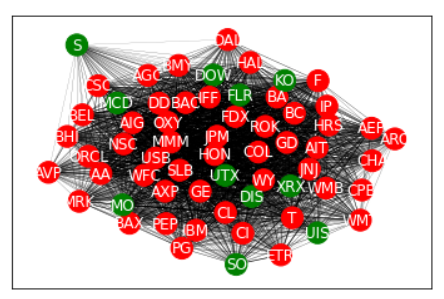 S
DAL
HAL
BMY
AGC
DOW
KO
F
CSC
MCD
DD
BAC
IFF
FLR
BA
IP
BEL
AIG
OXY
FDX
BC
HRS
BHI
NSC
MMM
JPM
ROK
GD
AIT
AEP
ARC
ORCL
USB
HON
COL
CHA
AVP
AA
WFC
SLB
UTX
WY
XRX
JNJ
WMB
CPB
MRK
MO
AXP
GE
DIS
BAX
PEP
IBM
CL
CI
T
UIS
WMT
PG
SO
ETR